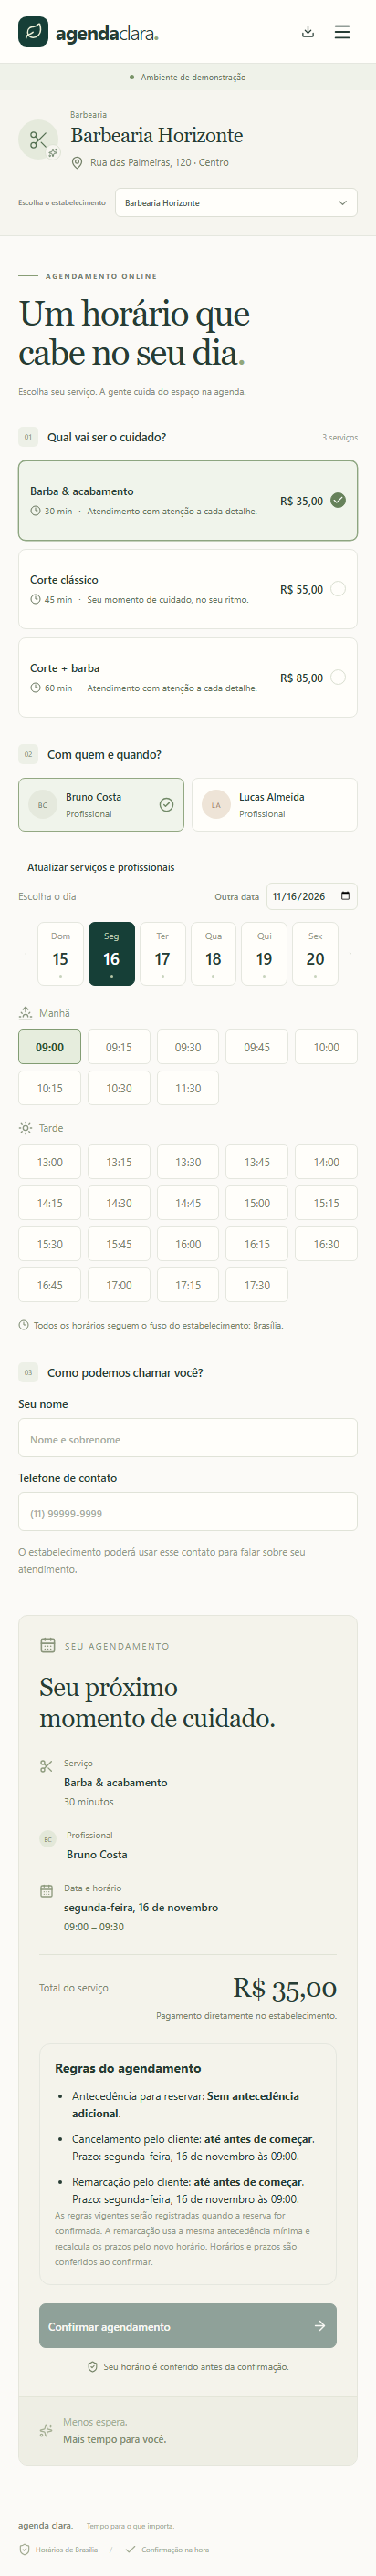 agendaclara.
Ambiente de demonstração
Barbearia
Barbearia Horizonte
Rua das Palmeiras, 120 - Centro
Escolha o estabelecimento
Barbearia Horizonte
AGENDAMENTO ONLINE
Um horário que
cabe no seu dia.
Escolha seu serviço. A gente cuida do espaço na agenda.
01 Qual vai ser o cuidado? 3 serviços
Barba & acabamento
30 min · Atendimento com atenção a cada detalhe.
R$ 35,00
Corte clássico
45 min · Seu momento de cuidado, no seu ritmo.
R$ 55,00
Corte + barba
60 min · Atendimento com atenção a cada detalhe.
R$ 85,00
02 Com quem e quando?
BC Bruno Costa
Profissional
LA Lucas Almeida
Profissional
Atualizar serviços e profissionais
Escolha o dia Outra data 11/16/2026
Dom Seg Ter Qua Qui Sex
15 16 17 18 19 20
Manhã
09:00 09:15 09:30 09:45 10:00
10:15 10:30 11:30
Tarde
13:00 13:15 13:30 13:45 14:00
14:15 14:30 14:45 15:00 15:15
15:30 15:45 16:00 16:15 16:30
16:45 17:00 17:15 17:30
Todos os horários seguem o fuso do estabelecimento: Brasília.
03 Como podemos chamar você?
Seu nome
Nome e sobrenome
Telefone de contato
(11) 99999-9999
O estabelecimento poderá usar esse contato para falar sobre seu
atendimento.
SEU AGENDAMENTO
Seu próximo
momento de cuidado.
Serviço
Barba & acabamento
30 minutos
BC Profissional
Bruno Costa
Data e horário
segunda-feira, 16 de novembro
09:00 – 09:30
Total do serviço R$ 35,00
Pagamento diretamente no estabelecimento.
Regras do agendamento
• Antecedência para reservar: Sem antecedência
adicional.
• Cancelamento pelo cliente: até antes de começar.
Prazo: segunda-feira, 16 de novembro às 09:00.
• Remarcação pelo cliente: até antes de começar.
Prazo: segunda-feira, 16 de novembro às 09:00.
As regras vigentes serão registradas quando a reserva for
confirmada. A remarcação usa a mesma antecedência mínima e
recalcula os prazos pelo novo horário. Horários e prazos são
conferidos ao confirmar.
Confirmar agendamento
Seu horário é conferido antes da confirmação.
Menos espera.
Mais tempo para você.
agenda clara. Tempo para o que importa.
Horários de Brasília / Confirmação na hora